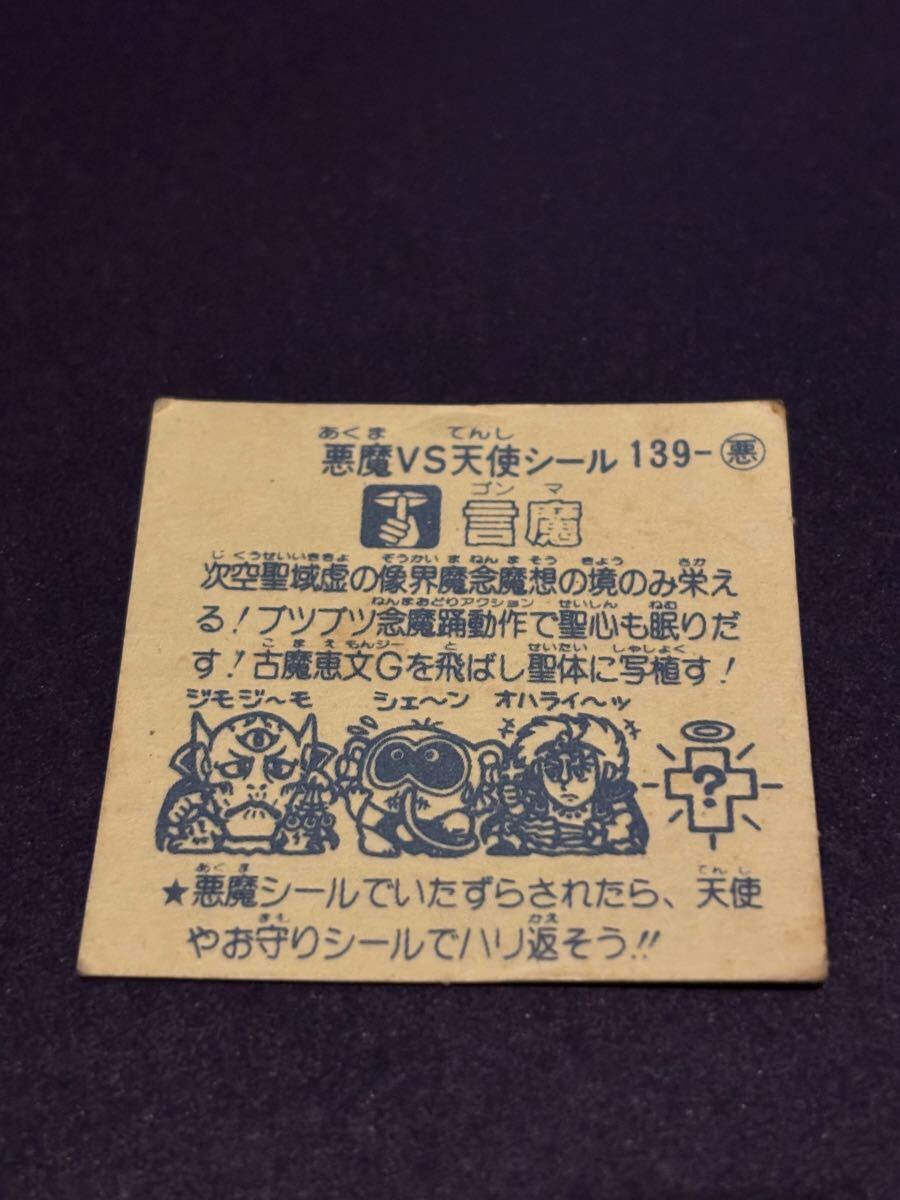 あくま てんし
悪魔VS天使シール 139-悪
ゴンマ
言魔
じくうせいいききょ ぞうかいまねんまそう きょう さか
次空聖域虚の像界魔念魔想の境のみ栄え
ねんまおどりアクション せいしん ねむ
る!ブツブツ念魔踊動作で聖心も眠りだ
こまえもんジー と せいたい しゃしょく
す!古魔恵文Gを飛ばし聖体に写植す!
ジモジ〜モ シェ〜ン オハライ〜ッ
?
あくま てんし
★悪魔シールでいたずらされたら、天使
まも かえ
やお守りシールでハリ返そう!!